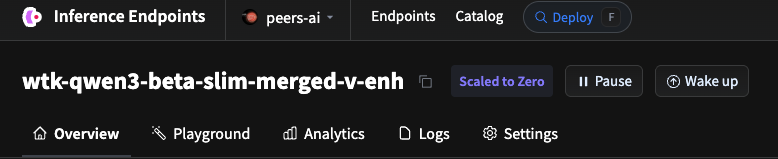 Inference Endpoints peers-ai Endpoints Catalog Deploy F
wtk-qwen3-beta-slim-merged-v-enh Scaled to Zero Pause Wake up
Overview Playground Analytics Logs Settings